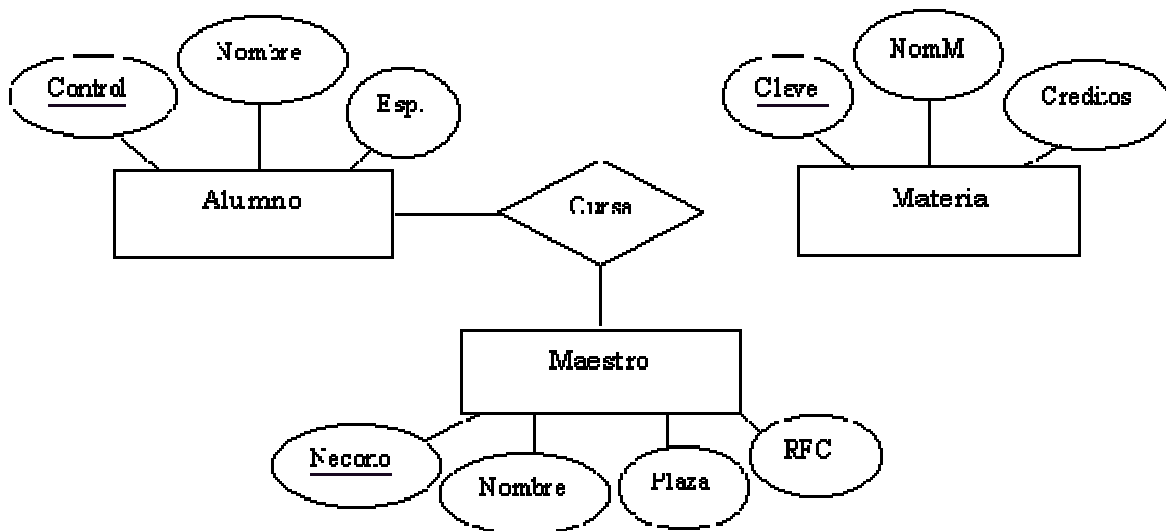 Control
Nombre
Esp.
Clave
NomM
Creditos
Alumno
Cursa
Materia
Maestro
Nombre
Plaza
RFC